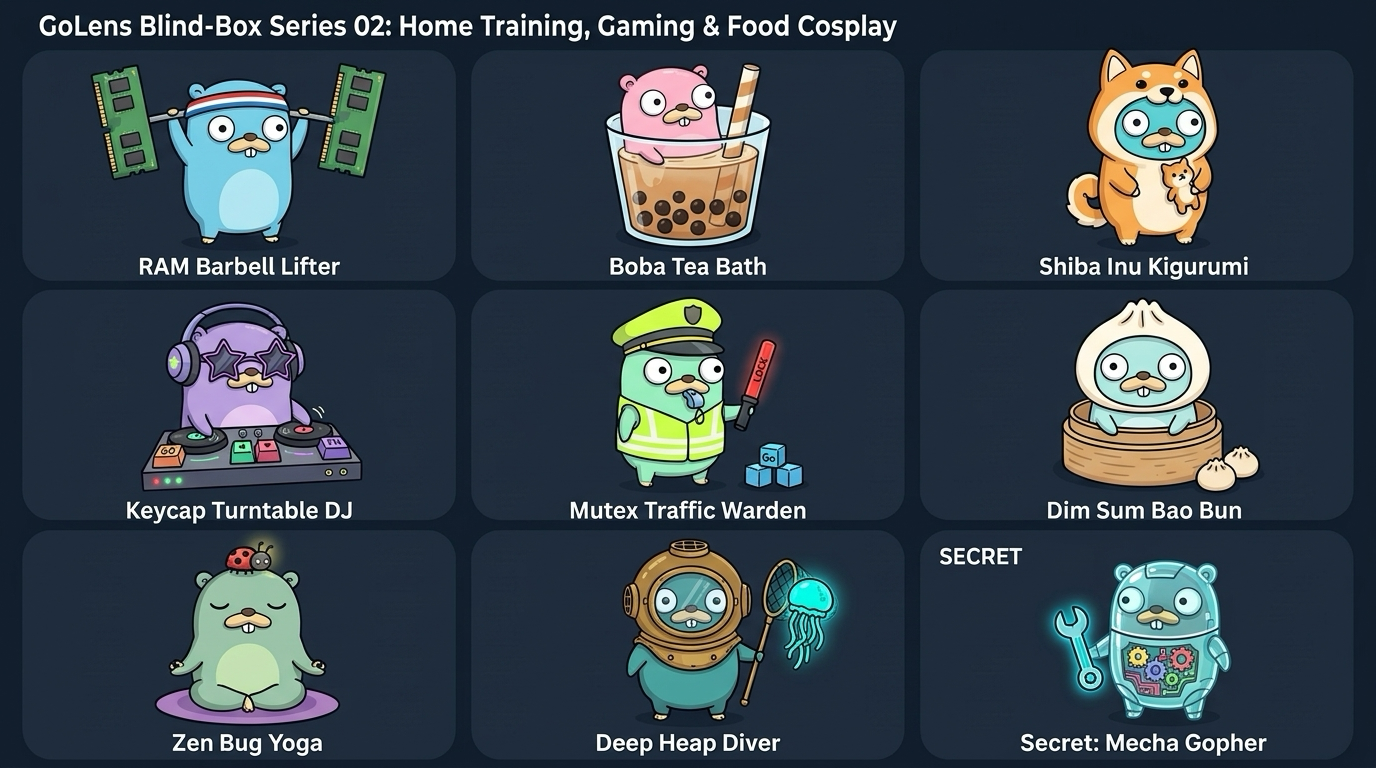 GoLens Blind-Box Series 02: Home Training, Gaming & Food Cosplay
RAM Barbell Lifter
Boba Tea Bath
Shiba Inu Kigurumi
GO
Keycap Turntable DJ
LOCK
Go
Mutex Traffic Warden
Dim Sum Bao Bun
Zen Bug Yoga
Deep Heap Diver
SECRET
Secret: Mecha Gopher